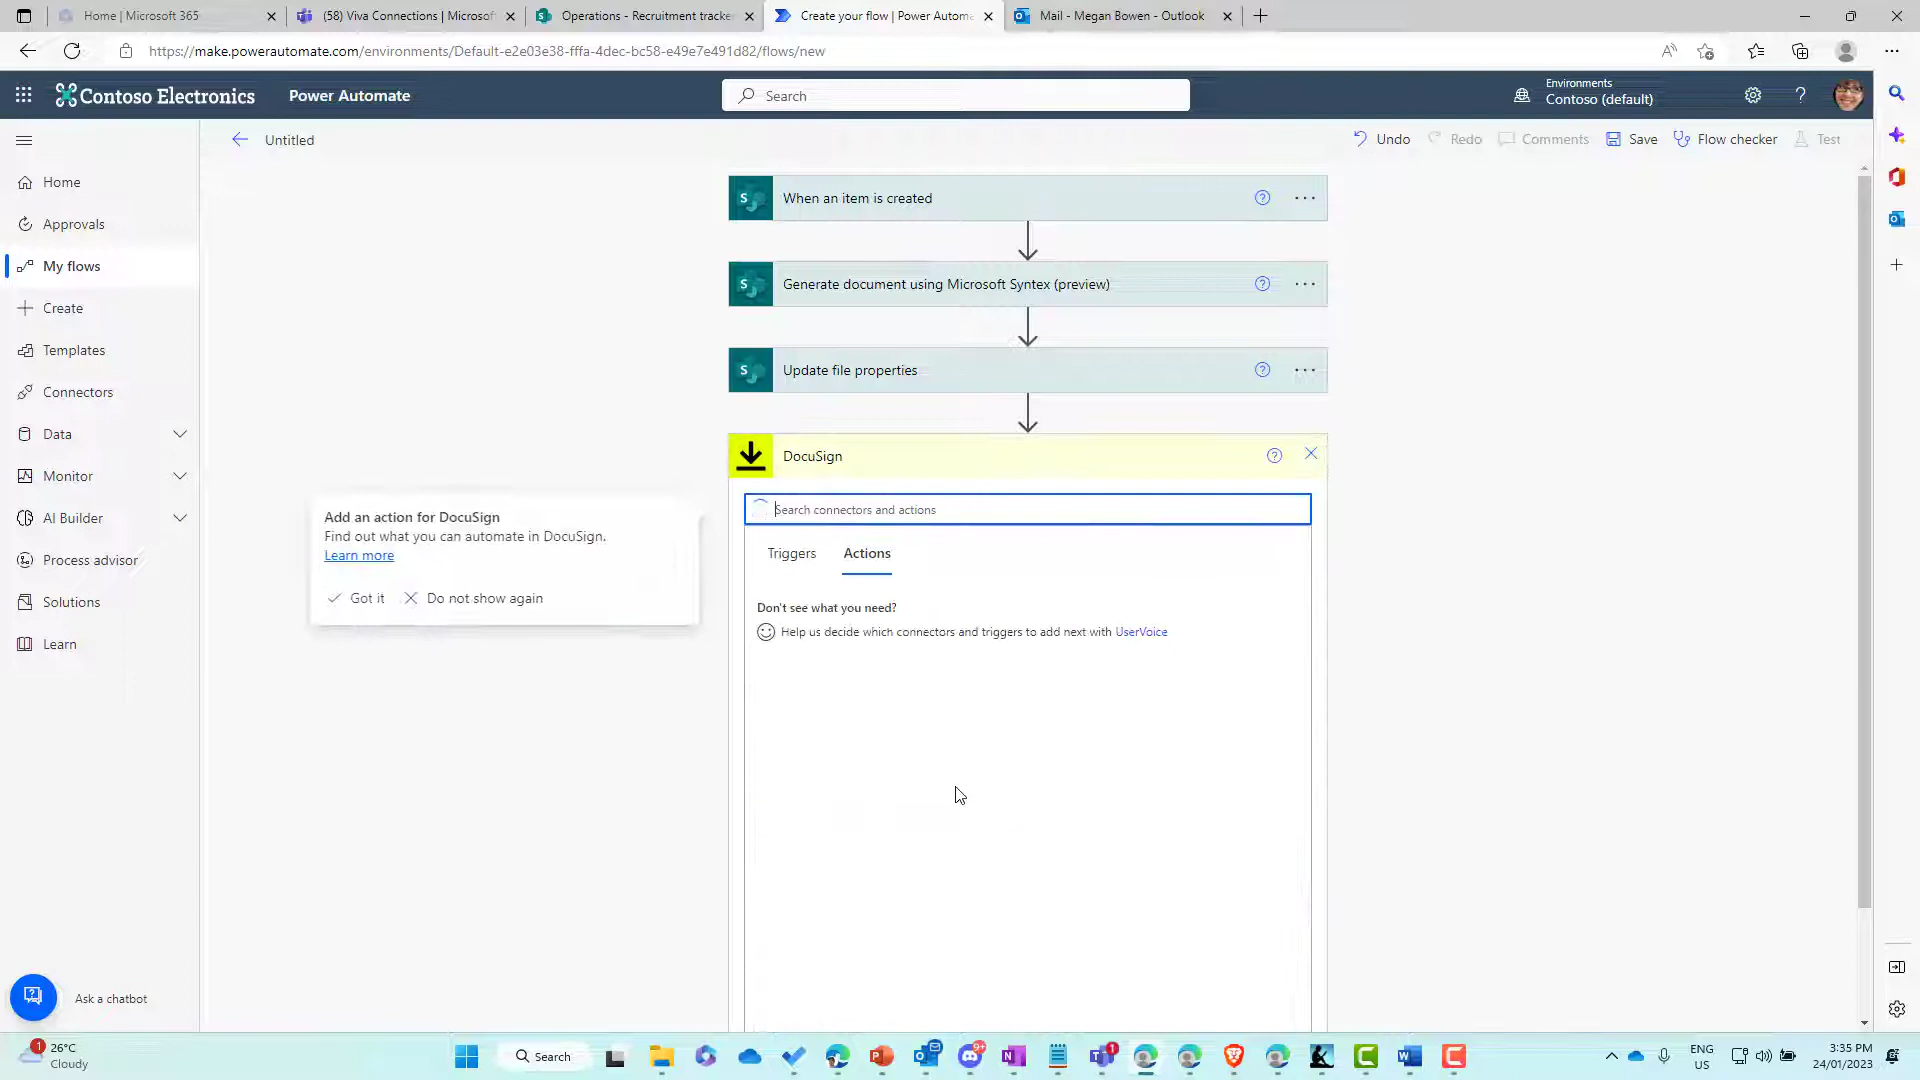 Home | Microsoft 365
(58) Viva Connections | Microsof
Operations - Recruitment tracke
Create your flow | Power Automa
Mail - Megan Bowen - Outlook
https://make.powerautomate.com/environments/Default-e2e03e38-fffa-4dec-bc58-e49e7e491d82/flows/new
Contoso Electronics
Power Automate
Search
Environments
Contoso (default)
Untitled
Undo
Redo
Comments
Save
Flow checker
Test
Home
Approvals
My flows
Create
Templates
Connectors
Data
Monitor
AI Builder
Process advisor
Solutions
Learn
Ask a chatbot
When an item is created
Generate document using Microsoft Syntex (preview)
Update file properties
DocuSign
Search connectors and actions
Triggers
Actions
Don't see what you need?
Help us decide which connectors and triggers to add next with UserVoice
Add an action for DocuSign
Find out what you can automate in DocuSign.
Learn more
Got it
Do not show again
1
26°C
Cloudy
Search
9+
1
ENG
US
3:35 PM
24/01/2023